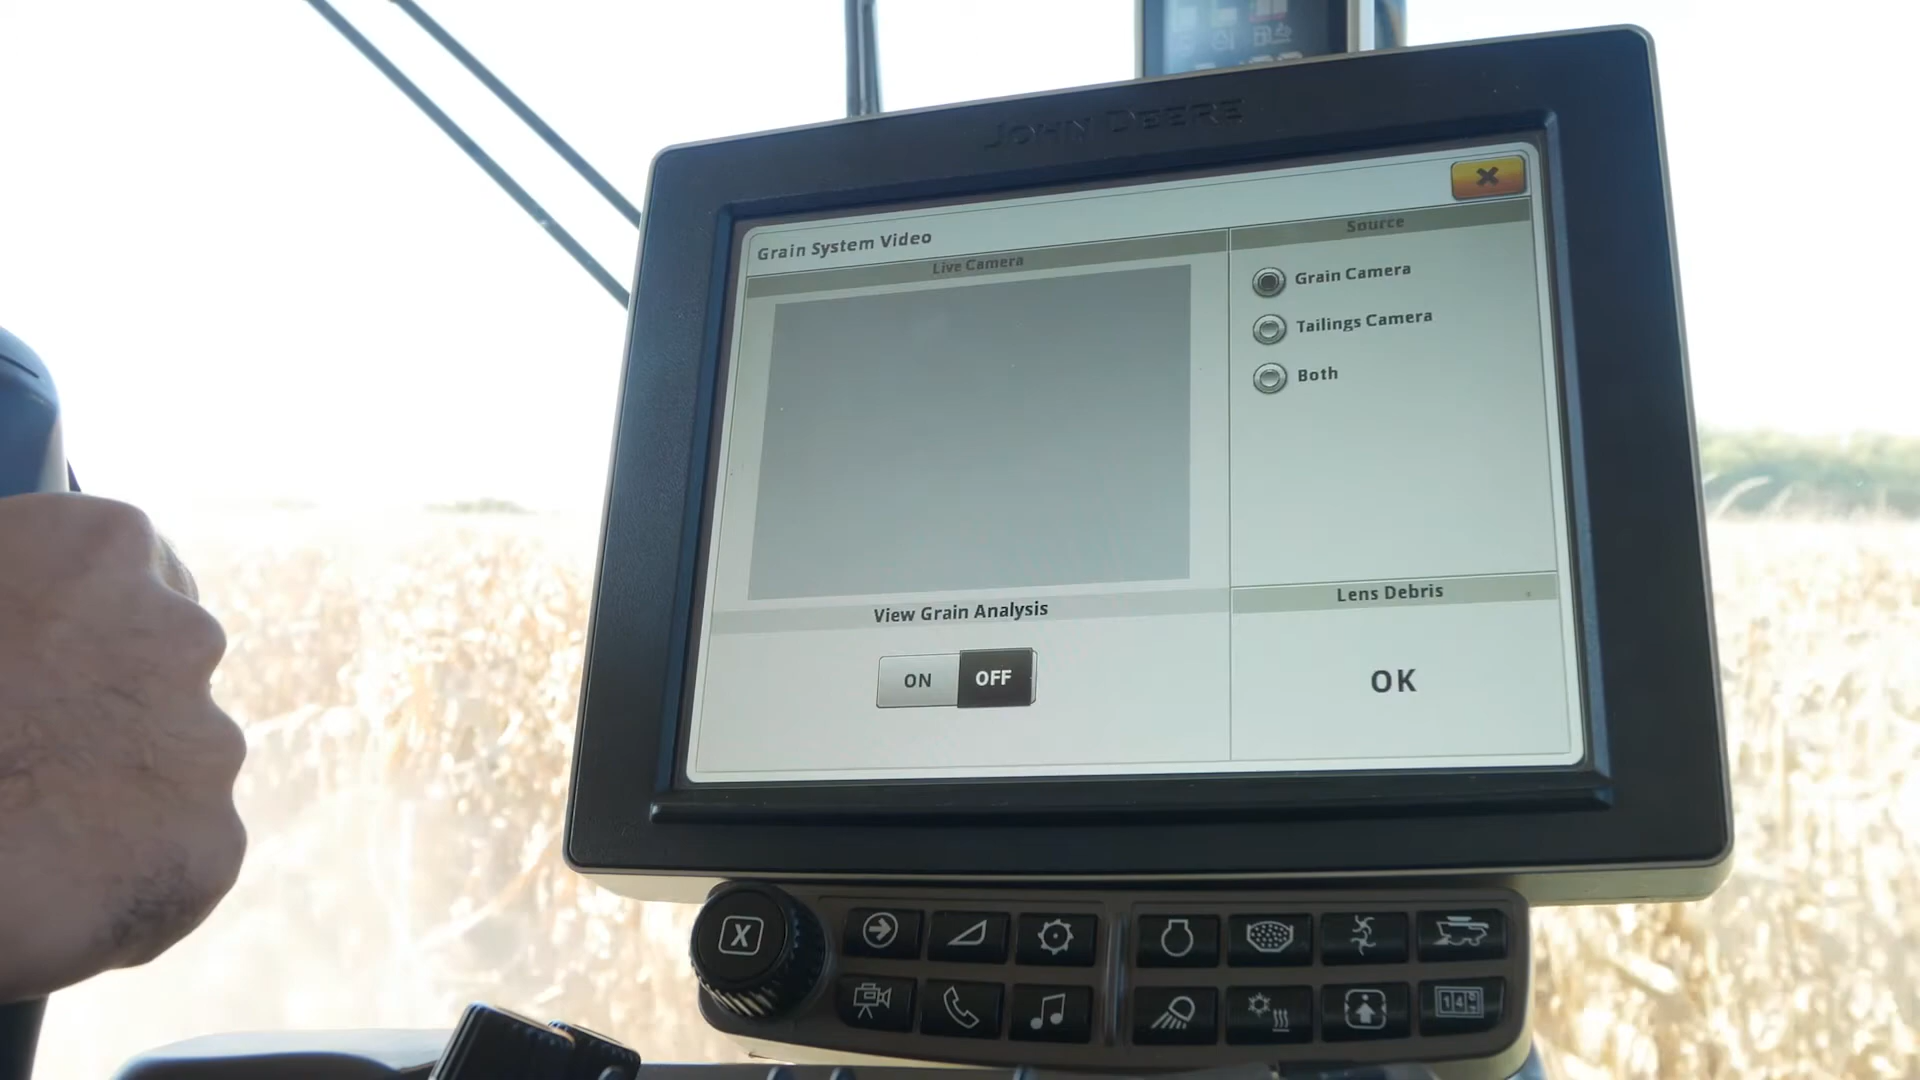 JOHN DEERE
Grain System Video
Live Camera
Source
Grain Camera
Tailings Camera
Both
View Grain Analysis
ON OFF
Lens Debris
OK
X